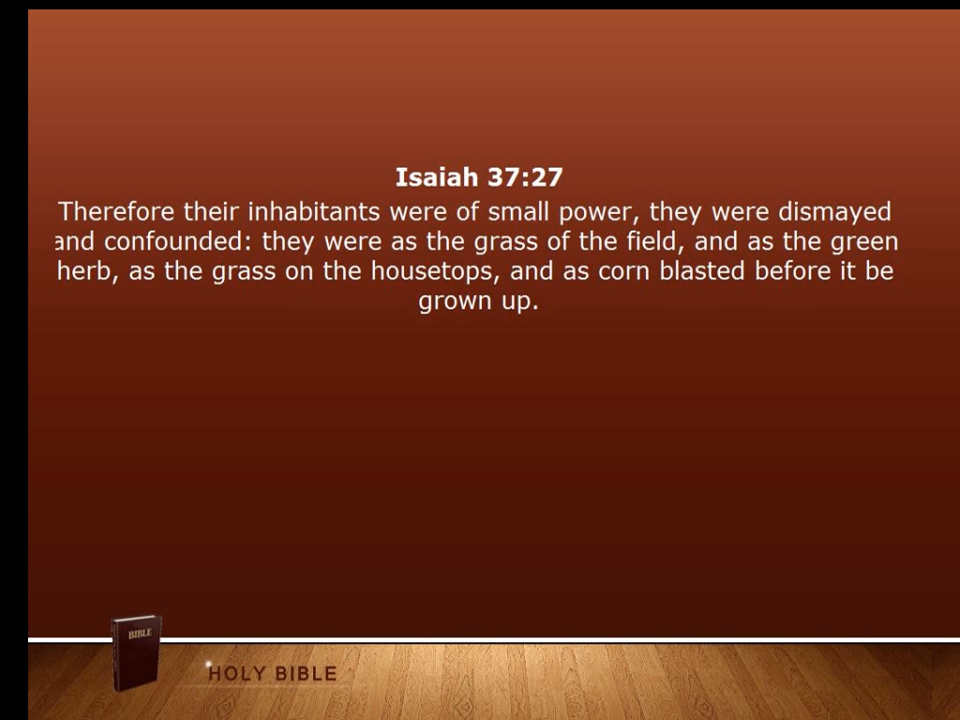 Isaiah 37:27
Therefore their inhabitants were of small power, they were dismayed
and confounded: they were as the grass of the field, and as the green
herb, as the grass on the housetops, and as corn blasted before it be
grown up.
BIBLE
HOLY BIBLE